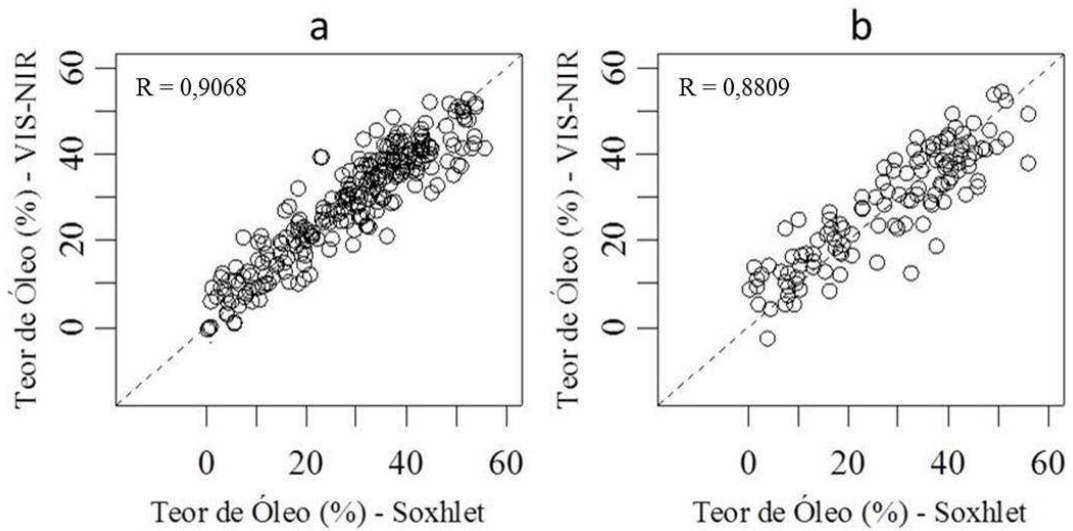 a
R = 0,9068
Teor de Óleo (%) - VIS-NIR
60
40
20
0
0
20
40
60
Teor de Óleo (%) - Soxhlet
b
R = 0,8809
Teor de Óleo (%) - VIS-NIR
60
40
20
0
0
20
40
60
Teor de Óleo (%) - Soxhlet